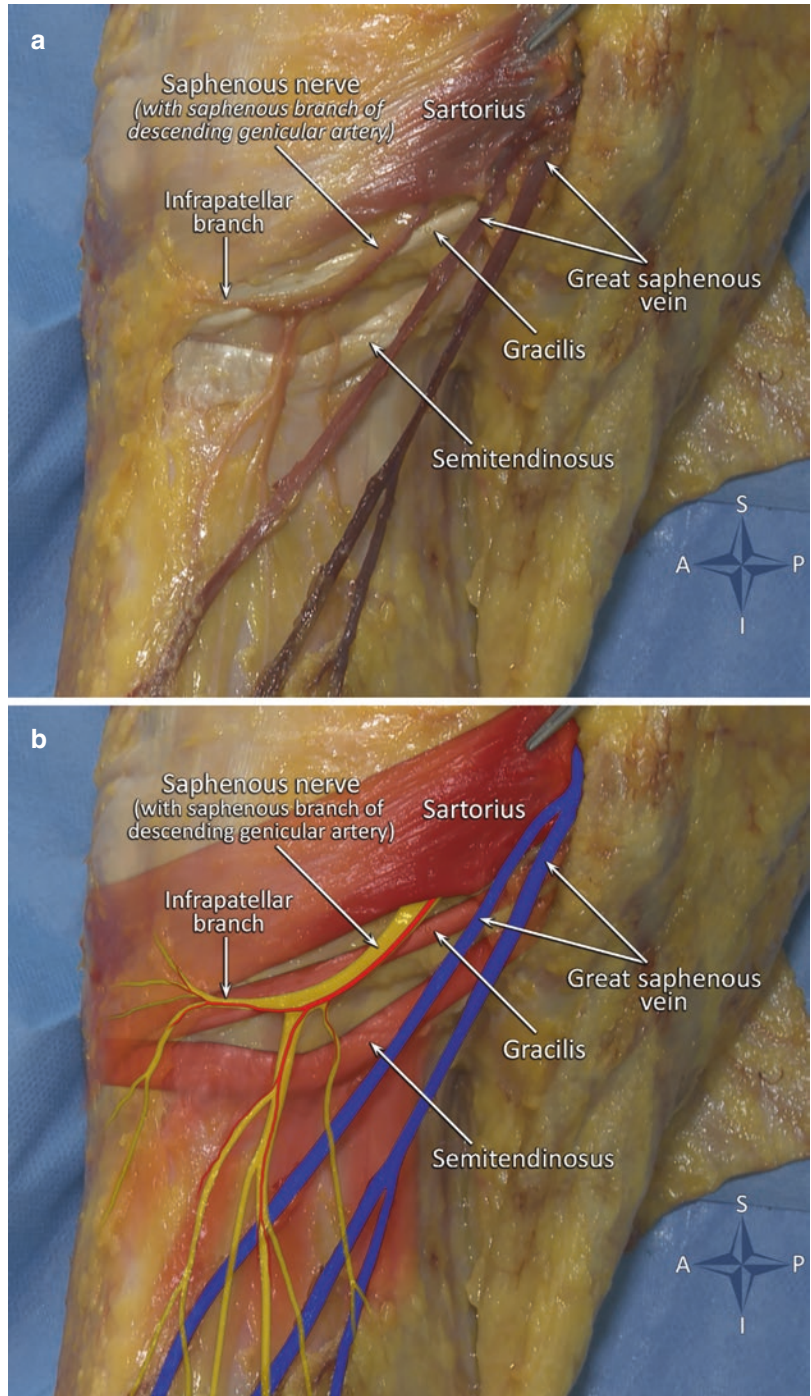 a
Saphenous nerve
(with saphenous branch of
descending genicular artery)
Sartorius
Infrapatellar
branch
Great saphenous
vein
Gracilis
Semitendinosus
S
A
P
I
b
Saphenous nerve
(with saphenous branch of
descending genicular artery)
Sartorius
Infrapatellar
branch
Great saphenous
vein
Gracilis
Semitendinosus
S
A
P
I